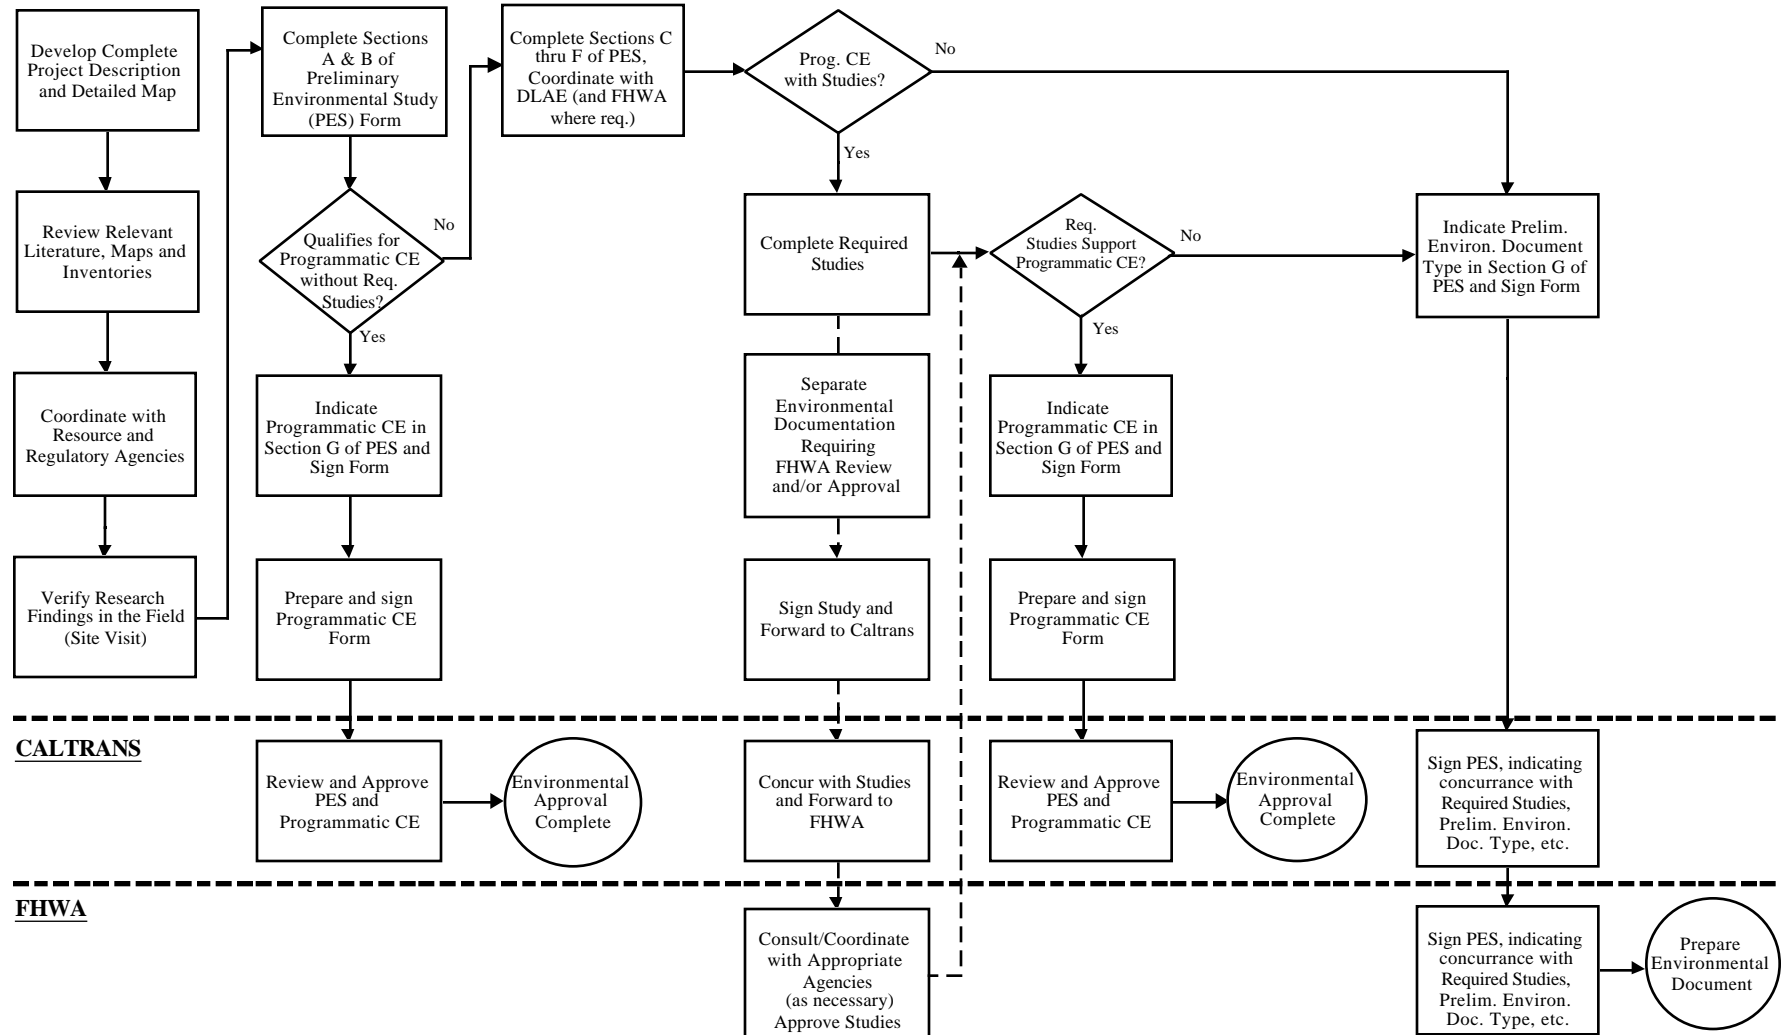 Develop Complete
Project Description
and Detailed Map
Review Relevant
Literature, Maps and
Inventories
Coordinate with
Resource and
Regulatory Agencies
Verify Research
Findings in the Field
(Site Visit)
Complete Sections
A & B of
Preliminary
Environmental Study
(PES) Form
Qualifies for
Programmatic CE
without Req.
Studies?
No
Yes
Indicate
Programmatic CE in
Section G of PES and
Sign Form
Prepare and sign
Programmatic CE
Form
Complete Sections C
thru F of PES,
Coordinate with
DLAE (and FHWA
where req.)
Prog. CE
with Studies?
No
Yes
Complete Required
Studies
Separate
Environmental
Documentation
Requiring
FHWA Review
and/or Approval
Sign Study and
Forward to Caltrans
Req.
Studies Support
Programmatic CE?
No
Yes
Indicate
Programmatic CE in
Section G of PES and
Sign Form
Prepare and sign
Programmatic CE
Form
Indicate Prelim.
Environ. Document
Type in Section G of
PES and Sign Form
CALTRANS
Review and Approve
PES and
Programmatic CE
Environmental
Approval
Complete
Concur with Studies
and Forward to
FHWA
Review and Approve
PES and
Programmatic CE
Environmental
Approval
Complete
Sign PES, indicating
concurrance with
Required Studies,
Prelim. Environ.
Doc. Type, etc.
FHWA
Consult/Coordinate
with Appropriate
Agencies
(as necessary)
Approve Studies
Sign PES, indicating
concurrance with
Required Studies,
Prelim. Environ.
Doc. Type, etc.
Prepare
Environmental
Document